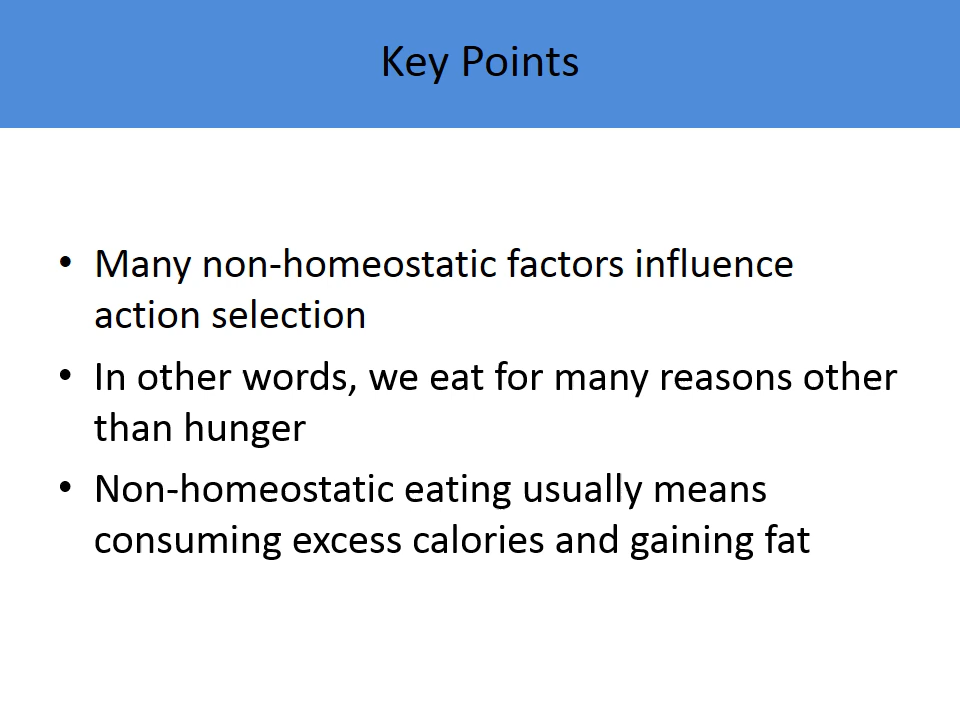 Key Points
• Many non-homeostatic factors influence
action selection
• In other words, we eat for many reasons other
than hunger
• Non-homeostatic eating usually means
consuming excess calories and gaining fat